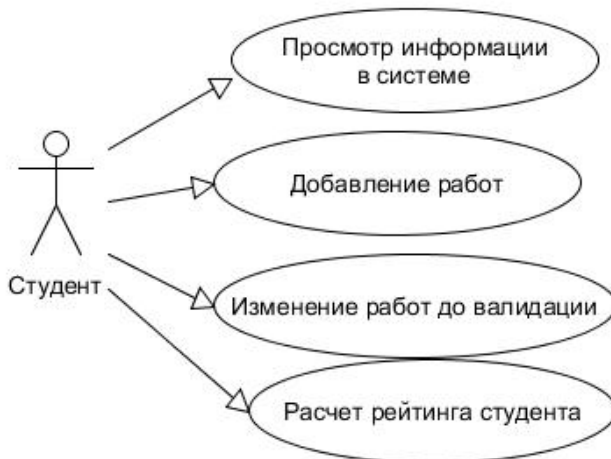 Просмотр информации
в системе
Добавление работ
Студент
Изменение работ до валидации
Расчет рейтинга студента